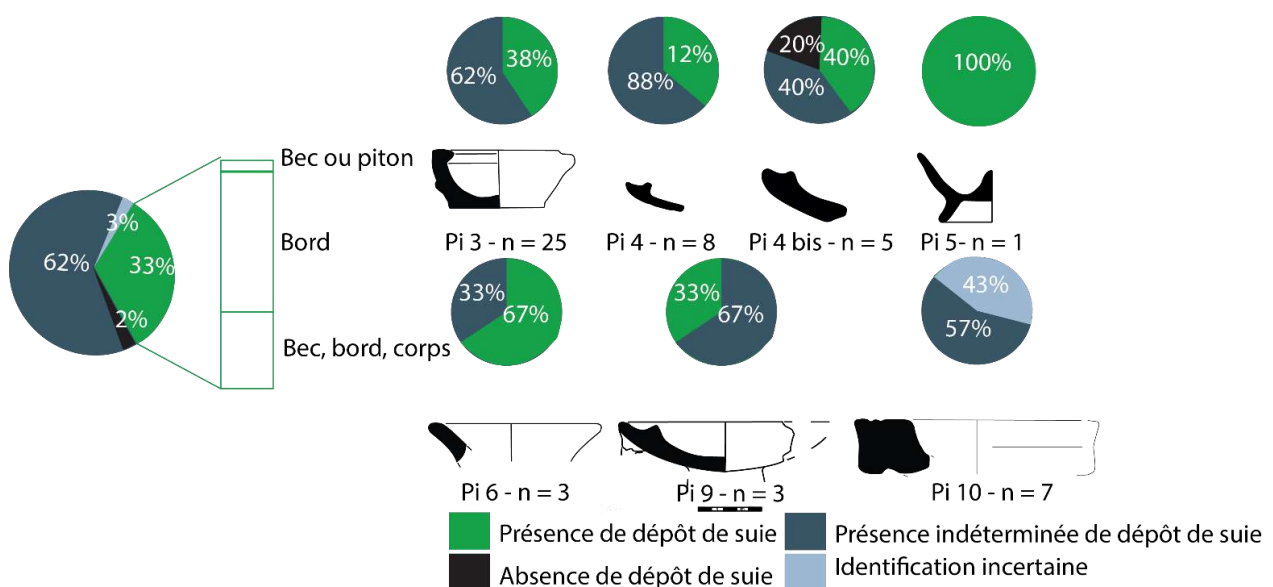 38%
62%
12%
88%
20%
40%
40%
100%
Bec ou piton
Bord
Bec, bord, corps
3%
62%
33%
2%
Pi 3 - n = 25
Pi 4 - n = 8
Pi 4 bis - n = 5
Pi 5- n = 1
33%
67%
33%
67%
43%
57%
Pi 6 - n = 3
Pi 9 - n = 3
Pi 10 - n = 7
Présence de dépôt de suie
Présence indéterminée de dépôt de suie
Absence de dépôt de suie
Identification incertaine